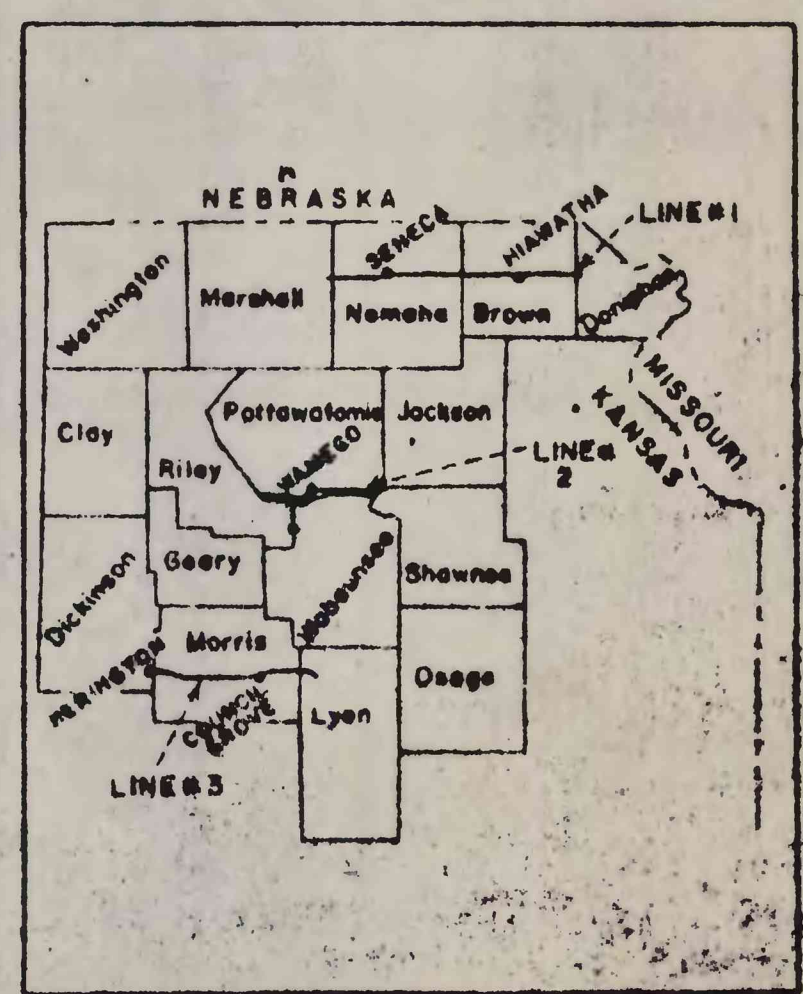 NEBRASKA
SENECA
HIAWATHA
LINE #1
Washington
Marshall
Nemaha
Brown
Doniphan
MISSOURI
KANSAS
Clay
Riley
Pottawatomie
Jackson
WAMEGO
LINE #
2
Dickinson
Geary
Wabaunsee
Shawnee
Morris
HERINGTON
COUNCIL
GROVE
Lyon
Osage
LINE #3